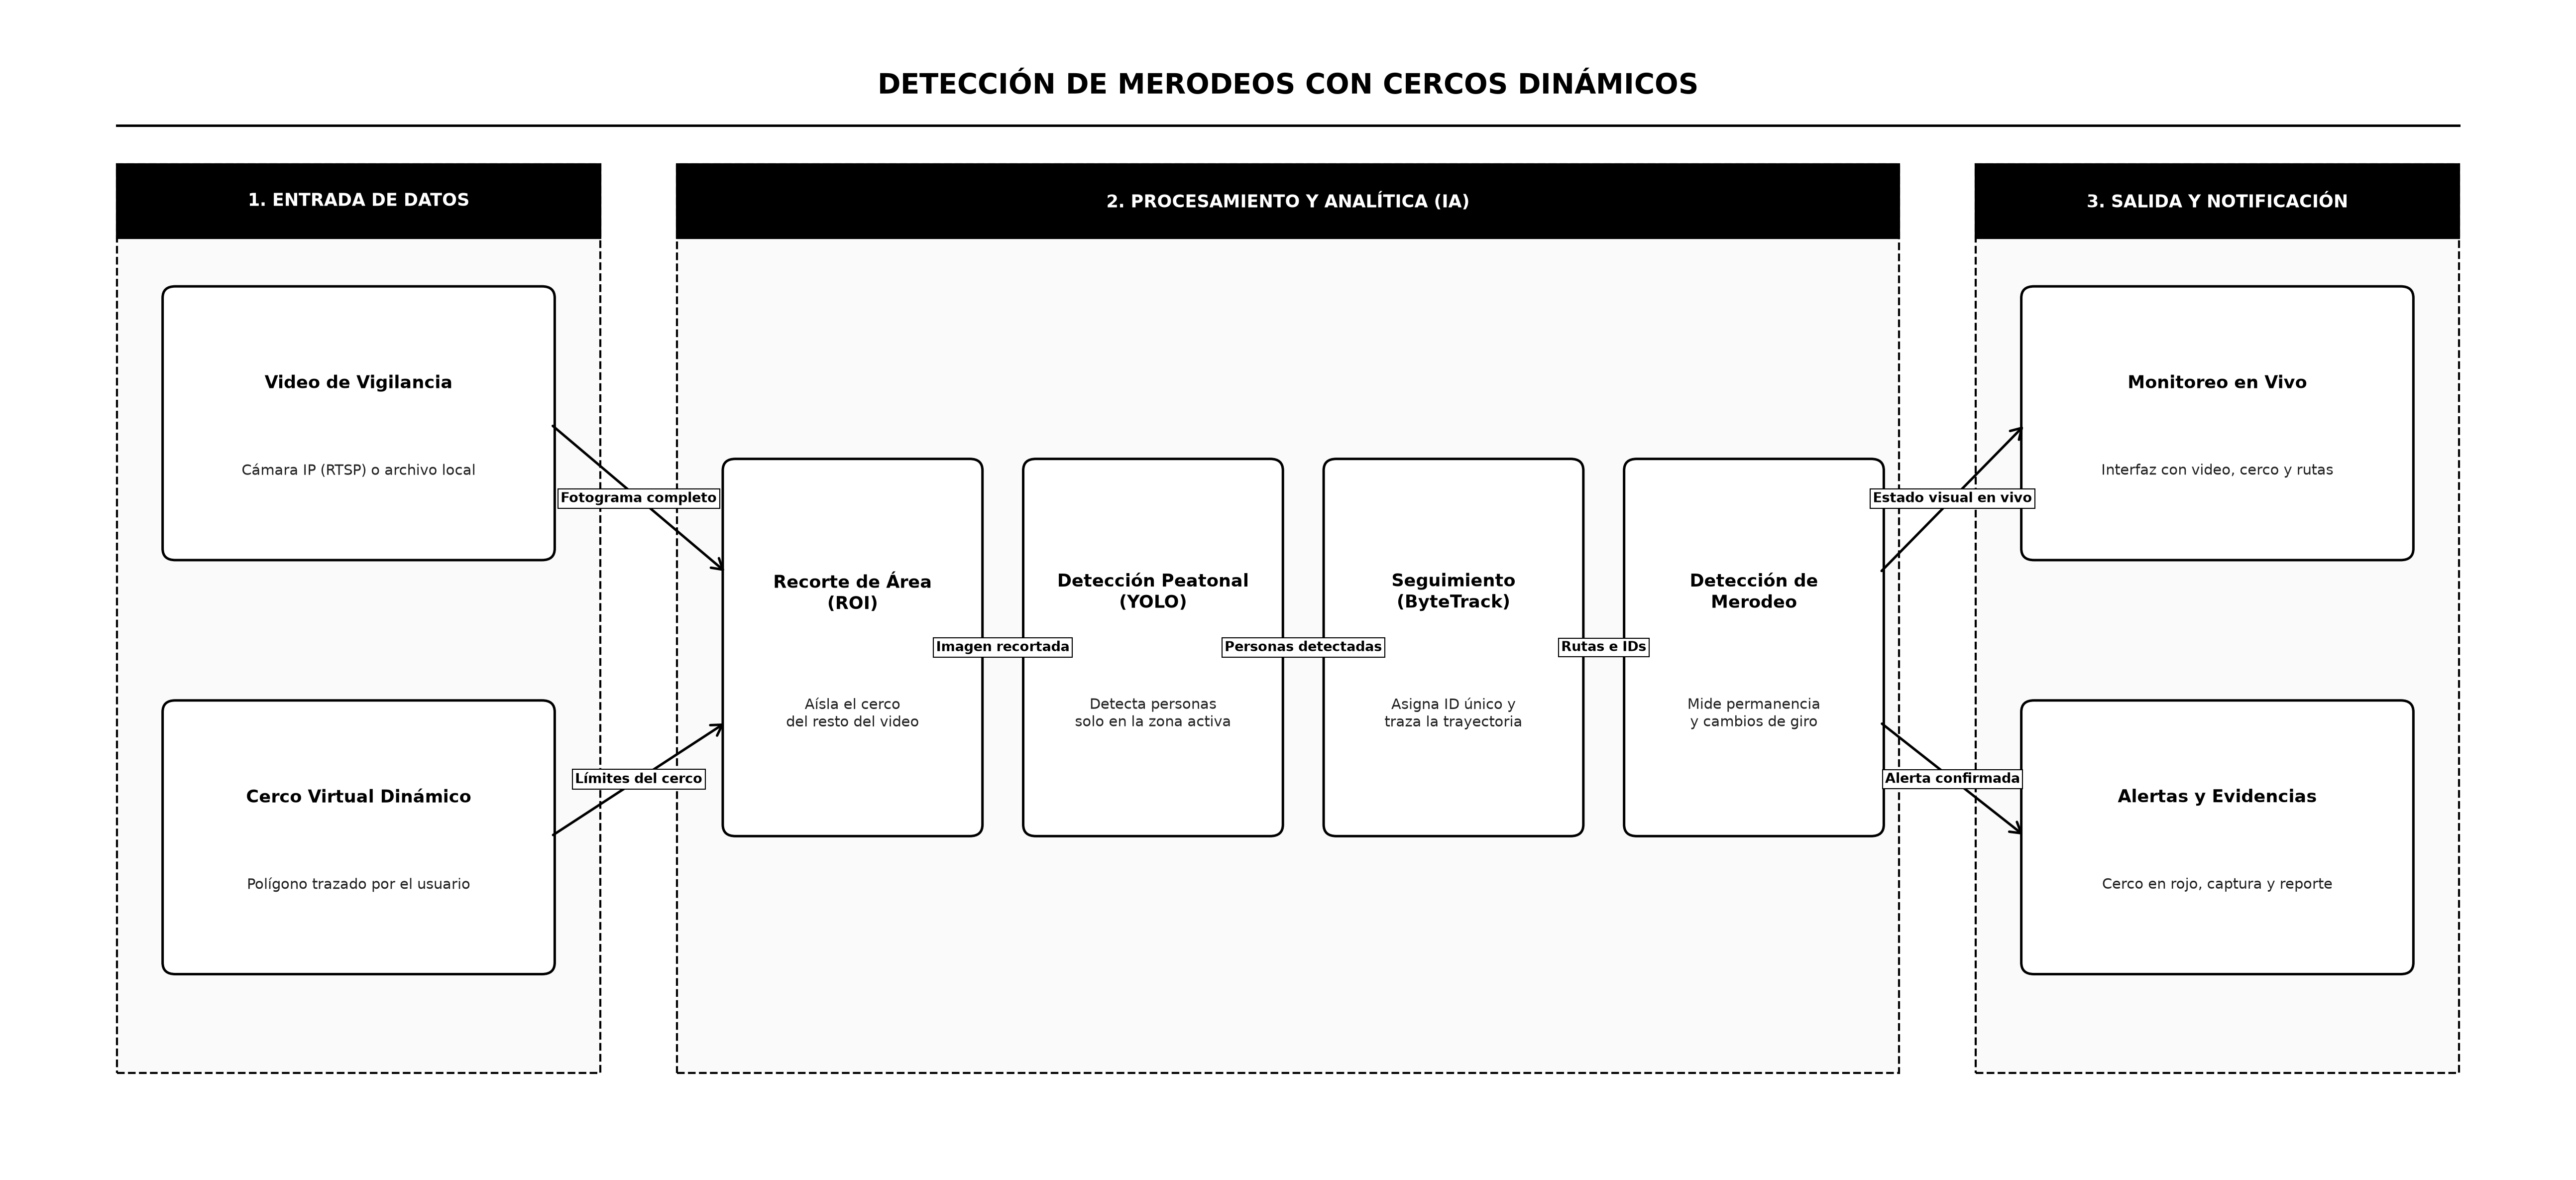 DETECCIÓN DE MERODEOS CON CERCOS DINÁMICOS
1. ENTRADA DE DATOS
Video de Vigilancia
Cámara IP (RTSP) o archivo local
Cerco Virtual Dinámico
Polígono trazado por el usuario
Fotograma completo
Límites del cerco
2. PROCESAMIENTO Y ANALÍTICA (IA)
Recorte de Área
(ROI)
Aísla el cerco
del resto del video
Imagen recortada
Detección Peatonal
(YOLO)
Detecta personas
solo en la zona activa
Personas detectadas
Seguimiento
(ByteTrack)
Asigna ID único y
traza la trayectoria
Rutas e IDs
Detección de
Merodeo
Mide permanencia
y cambios de giro
Estado visual en vivo
Alerta confirmada
3. SALIDA Y NOTIFICACIÓN
Monitoreo en Vivo
Interfaz con video, cerco y rutas
Alertas y Evidencias
Cerco en rojo, captura y reporte